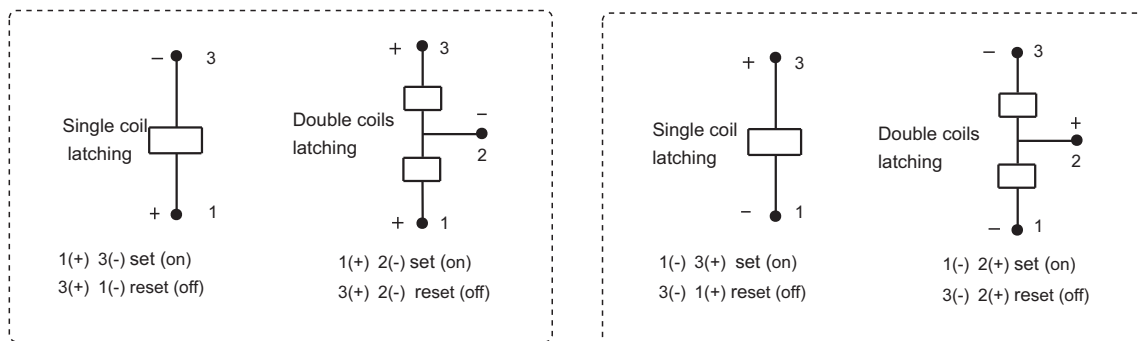 − 3
Single coil
latching
+ 1
1(+) 3(-) set (on)
3(+) 1(-) reset (off)
+ 3
Double coils
latching
−
2
+ 1
1(+) 2(-) set (on)
3(+) 2(-) reset (off)
+ 3
Single coil
latching
− 1
1(-) 3(+) set (on)
3(-) 1(+) reset (off)
− 3
Double coils
latching
+
2
− 1
1(-) 2(+) set (on)
3(-) 2(+) reset (off)